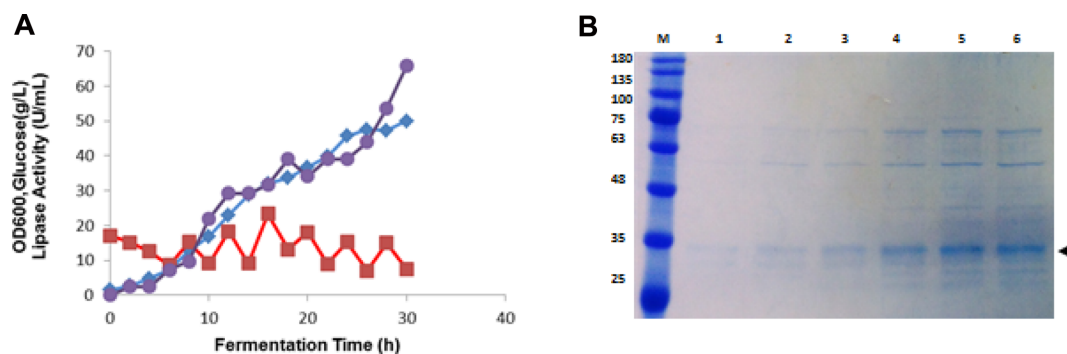 A
OD600,Glucose(g/L)
Lipase Activity (U/mL)
70
60
50
40
30
20
10
0
0 10 20 30 40
Fermentation Time (h)
B
M 1 2 3 4 5 6
180
135
100
75
63
48
35
25